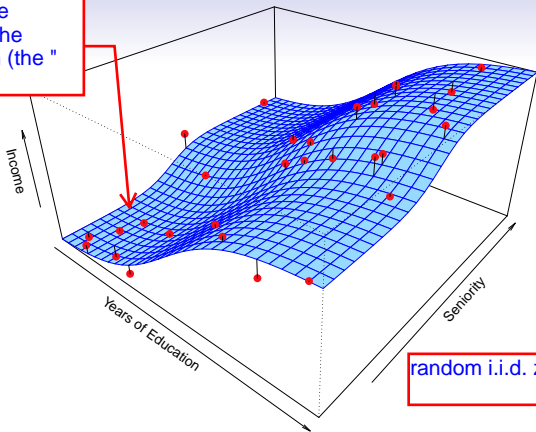 he
(the "
Income
Years of Education
Seniority
random i.i.d.